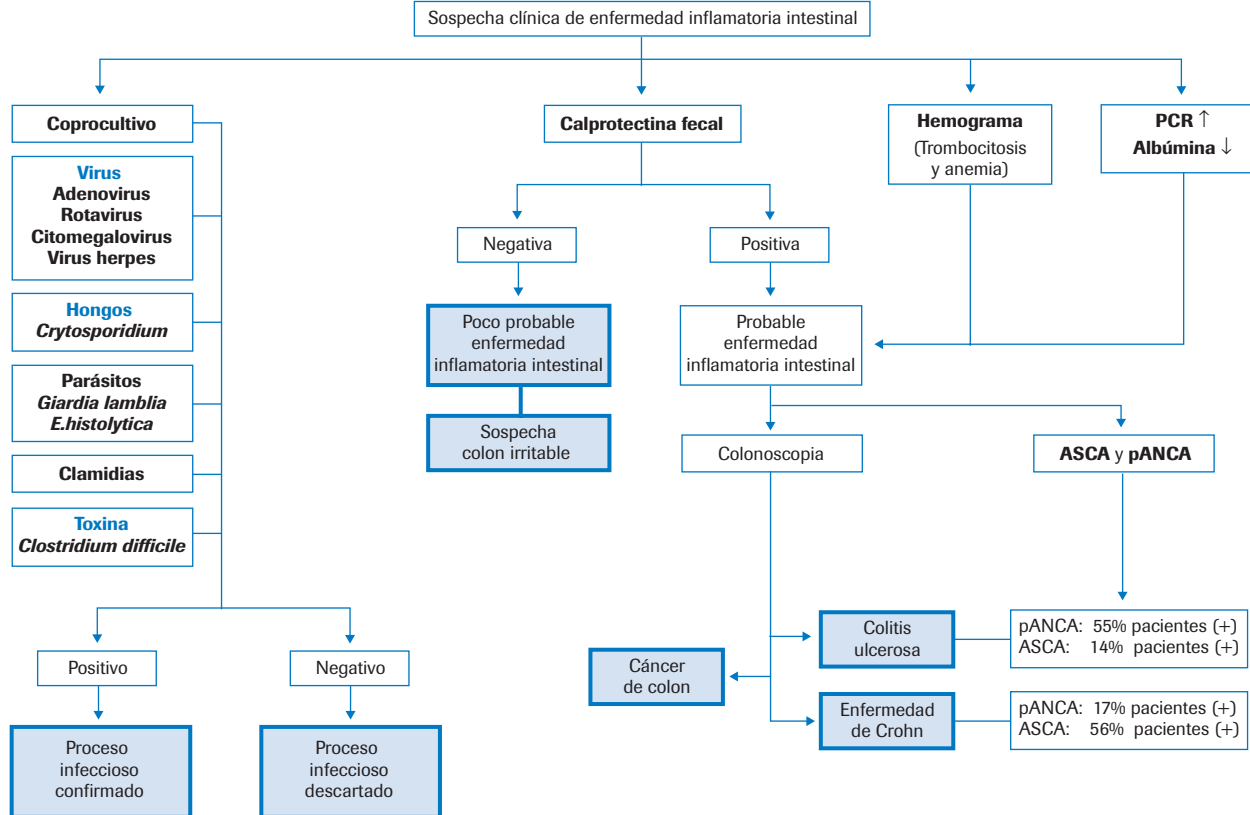 Sospecha clínica de enfermedad inflamatoria intestinal
Coprocultivo
Virus
Adenovirus
Rotavirus
Citomegalovirus
Virus herpes
Hongos
Crytosporidium
Parásitos
Giardia lamblia
E.histolytica
Clamidias
Toxina
Clostridium difficile
Positivo
Negativo
Proceso
infeccioso
confirmado
Proceso
infeccioso
descartado
Calprotectina fecal
Negativa
Positiva
Poco probable
enfermedad
inflamatoria intestinal
Sospecha
colon irritable
Probable
enfermedad
inflamatoria intestinal
Hemograma
(Trombocitosis
y anemia)
PCR ↑
Albúmina ↓
Colonoscopia
ASCA y pANCA
Cáncer
de colon
Colitis
ulcerosa
pANCA: 55% pacientes (+)
ASCA: 14% pacientes (+)
Enfermedad
de Crohn
pANCA: 17% pacientes (+)
ASCA: 56% pacientes (+)